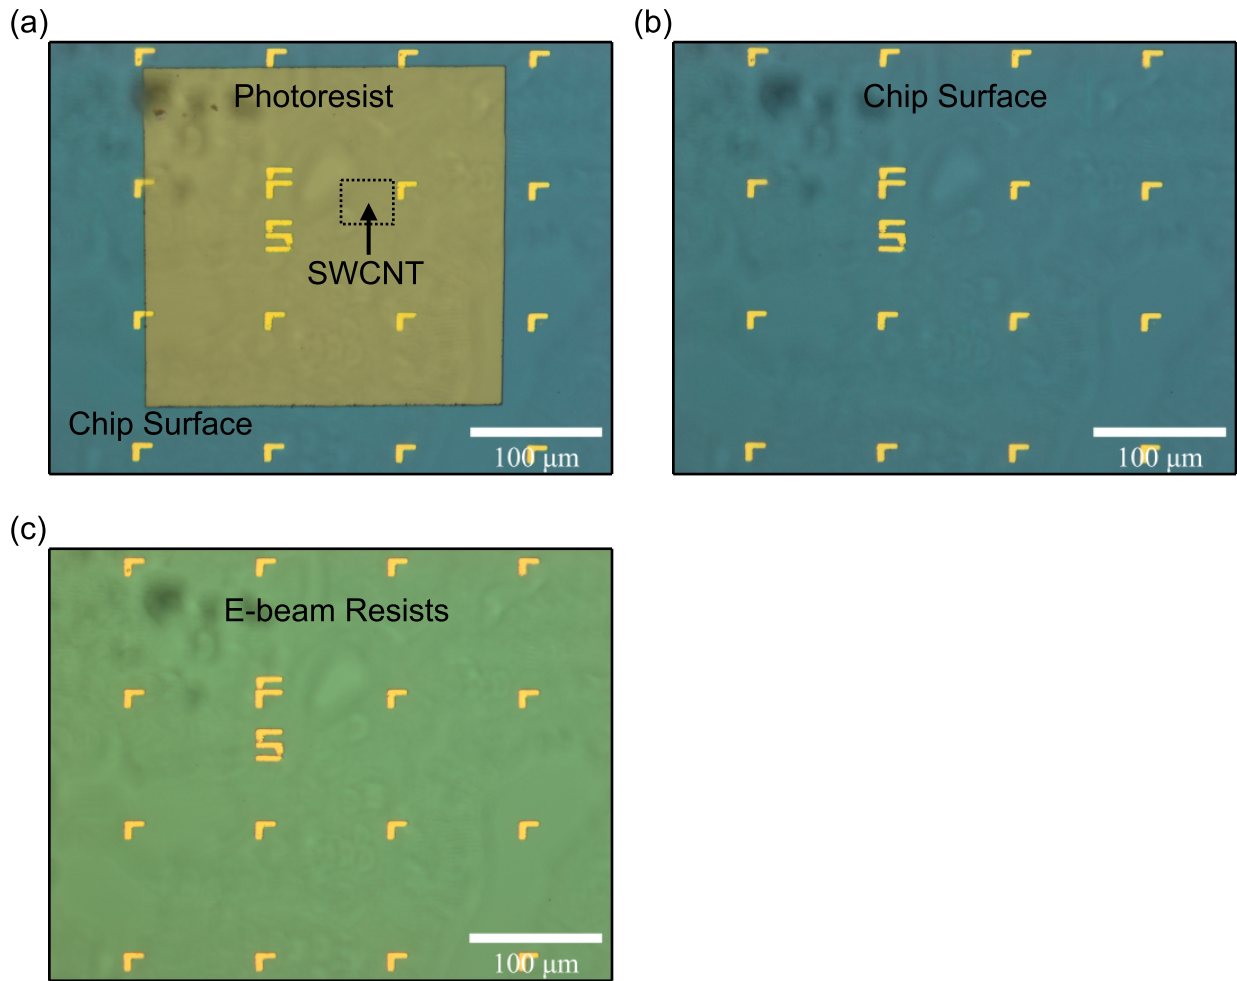 (a)
Photoresist
F
S
SWCNT
Chip Surface
100 μm
(b)
Chip Surface
F
S
100 μm
(c)
E-beam Resists
F
S
100 μm